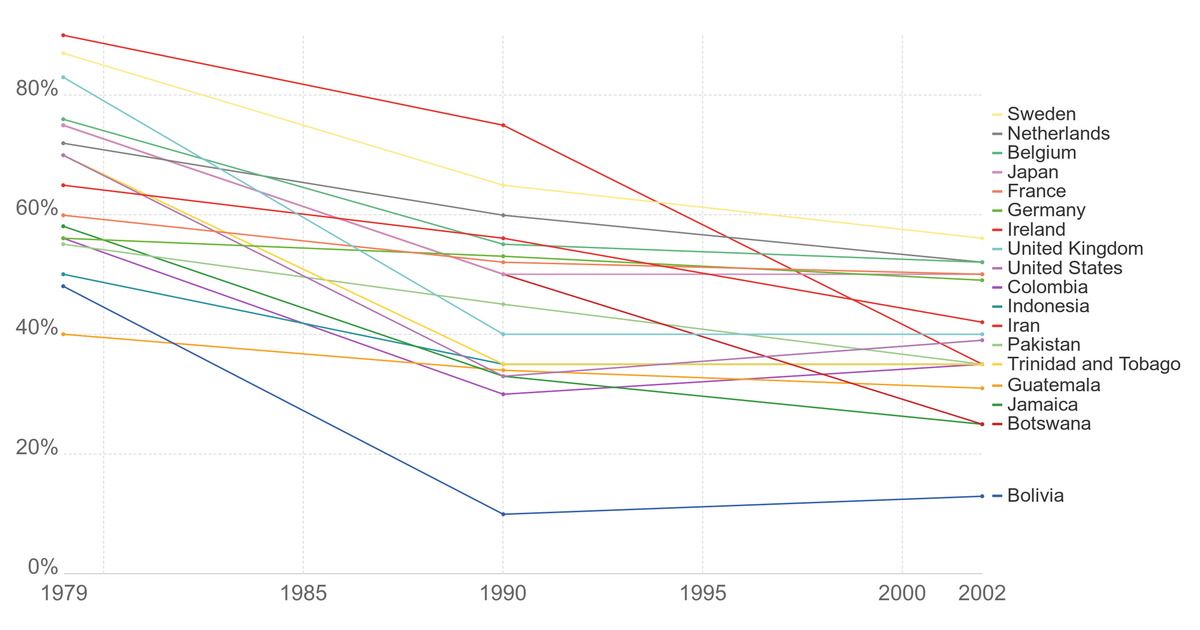 80%
60%
40%
20%
0%
1979
1985
1990
1995
2000
2002
Sweden
Netherlands
Belgium
Japan
France
Germany
Ireland
United Kingdom
United States
Colombia
Indonesia
Iran
Pakistan
Trinidad and Tobago
Guatemala
Jamaica
Botswana
Bolivia